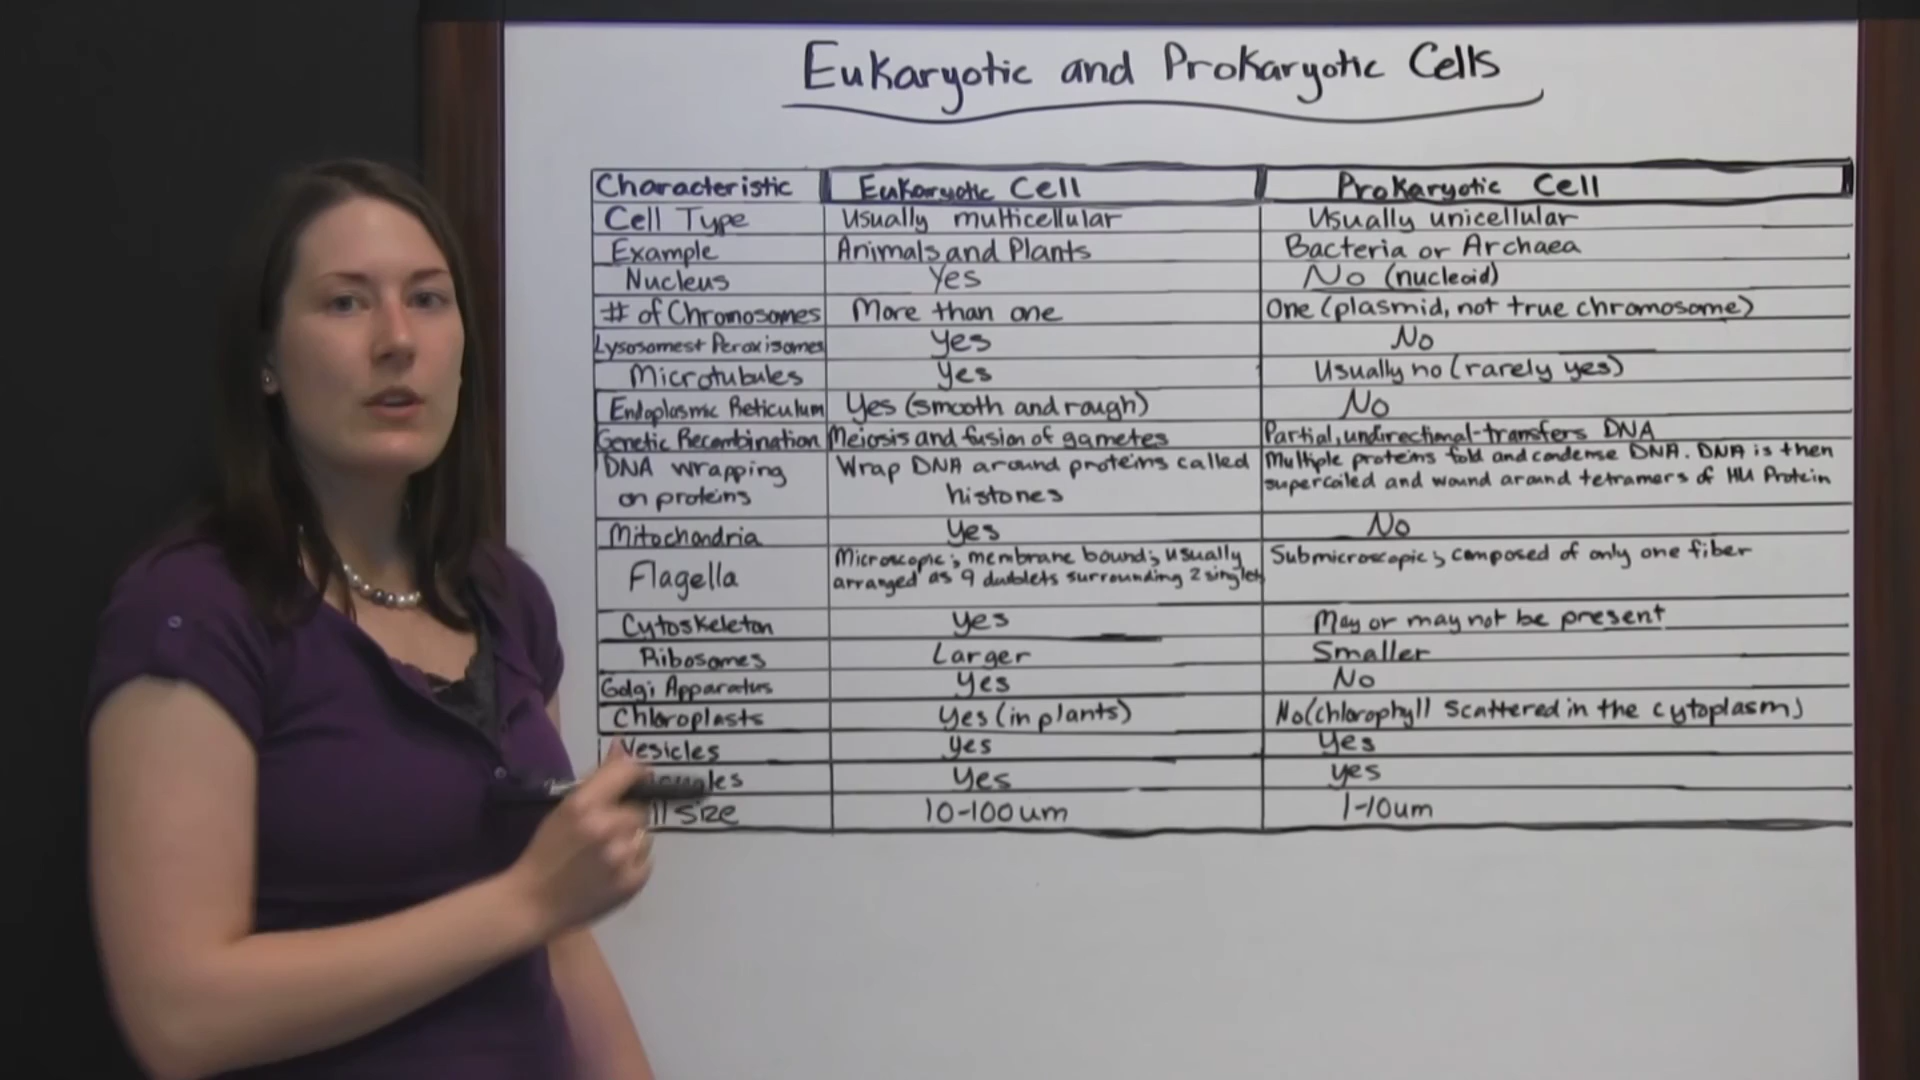 Eukaryotic and Prokaryotic Cells
Characteristic Eukaryotic Cell Prokaryotic Cell
Cell Type Usually multicellular Usually unicellular
Example Animals and Plants Bacteria or Archaea
Nucleus Yes No (nucleoid)
# of Chromosomes More than one One (plasmid, not true chromosome)
Lysosomes+ Peroxisomes Yes No
Microtubules Yes Usually no (rarely yes)
Endoplasmic Reticulum Yes (smooth and rough) No
Genetic Recombination Meiosis and fusion of gametes Partial, undirectional-transfers DNA
DNA wrapping on proteins Wrap DNA around proteins called histones Multiple proteins fold and condense DNA. DNA is then supercoiled and wound around tetramers of HU Protein
Mitochondria Yes No
Flagella Microscopic; membrane bound; usually arranged as 9 doublets surrounding 2 singlets Submicroscopic; composed of only one fiber
Cytoskeleton yes May or may not be present
Ribosomes Larger Smaller
Golgi Apparatus yes No
Chloroplasts Yes (in plants) No (chlorophyll scattered in the cytoplasm)
Vesicles yes yes
Yes yes
Size 10-100um 1-10um